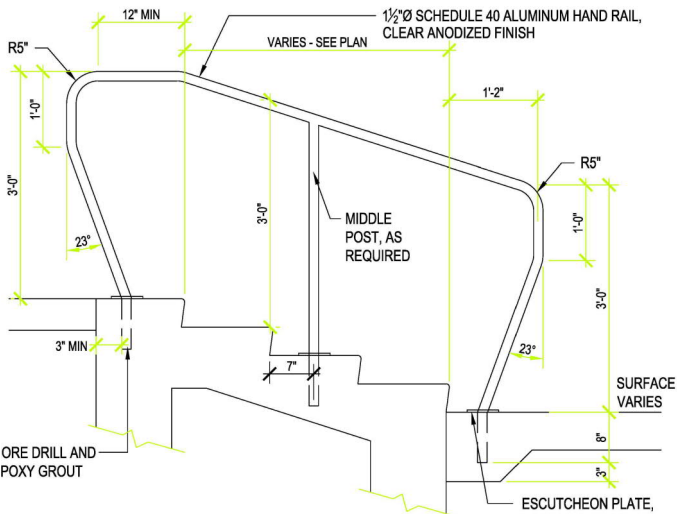 12" MIN
1½"Ø SCHEDULE 40 ALUMINUM HAND RAIL,
CLEAR ANODIZED FINISH
R5"
VARIES - SEE PLAN
1'-0"
3'-0"
23°
3'-0"
MIDDLE
POST, AS
REQUIRED
1'-2"
R5"
1'-0"
3'-0"
23°
3" MIN
7"
SURFACE
VARIES
8"
3"
ORE DRILL AND
POXY GROUT
ESCUTCHEON PLATE,